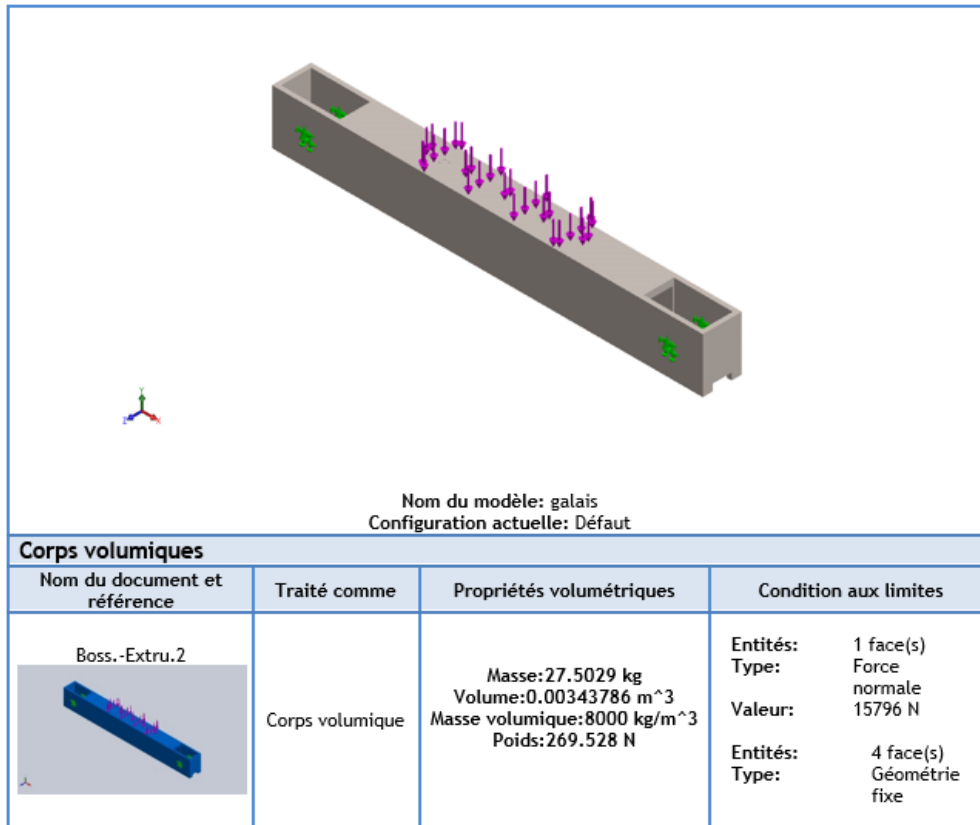 Y
Z
X
Nom du modèle: galais
Configuration actuelle: Défaut
Corps volumiques
Nom du document et
référence
Traité comme
Propriétés volumétriques
Condition aux limites
Boss.-Extru.2
Corps volumique
Masse:27.5029 kg
Volume:0.00343786 m^3
Masse volumique:8000 kg/m^3
Poids:269.528 N
Entités: 1 face(s)
Type: Force
normale
Valeur: 15796 N
Entités: 4 face(s)
Type: Géométrie
fixe